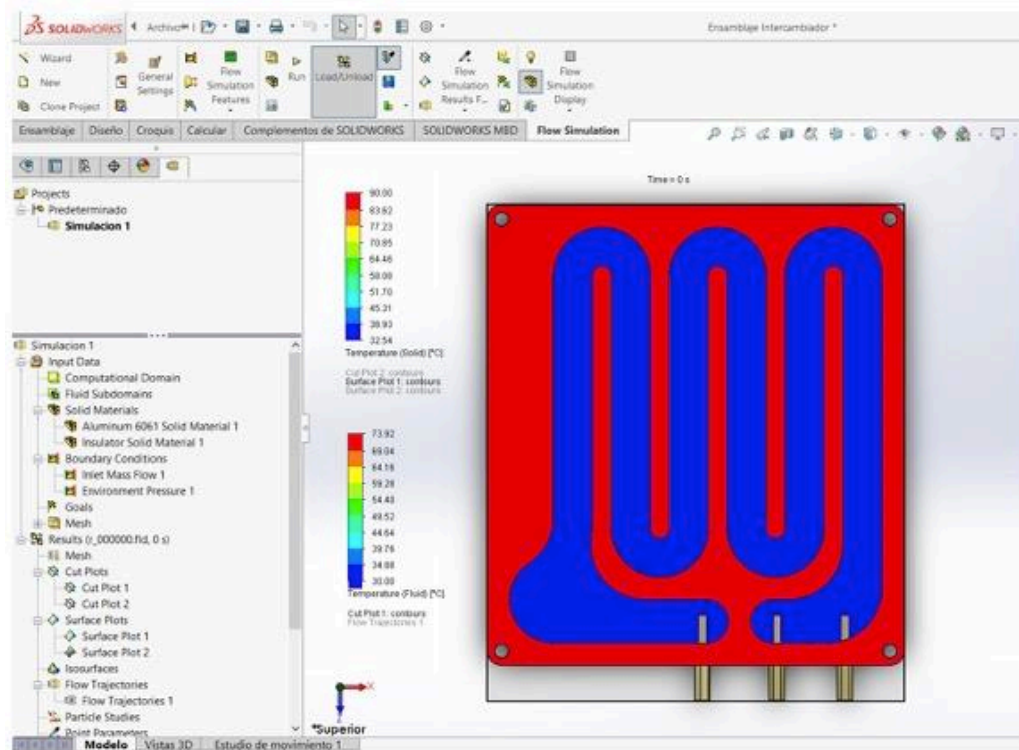 SOLIDWORKS
Archivo
Ensamblaje Intercambiador *
Wizard
New
Clone Project
General Settings
Flow Simulation Features
Run
Load/Unload
Flow Simulation Results F...
Flow Simulation Display
Ensamblaje Diseño Croquis Calcular Complementos de SOLIDWORKS SOLIDWORKS MBD Flow Simulation
Projects
Predeterminado
Simulacion 1
Simulacion 1
Input Data
Computational Domain
Fluid Subdomains
Solid Materials
Aluminum 6061 Solid Material 1
Insulator Solid Material 1
Boundary Conditions
Inlet Mass Flow 1
Environment Pressure 1
Goals
Mesh
Results (r_000000.fld, 0 s)
Mesh
Cut Plots
Cut Plot 1
Cut Plot 2
Surface Plots
Surface Plot 1
Surface Plot 2
Isosurfaces
Flow Trajectories
Flow Trajectories 1
Particle Studies
Point Parameters
Time = 0 s
90.00
83.62
77.23
70.85
64.46
58.08
51.70
45.31
38.93
32.54
Temperature (Solid) [°C]
Cut Plot 2: contours
Surface Plot 1: contours
Surface Plot 2: contours
73.92
69.04
64.16
59.28
54.40
49.52
44.64
39.76
34.88
30.00
Temperature (Fluid) [°C]
Cut Plot 1: contours
Flow Trajectories 1
X
Z
*Superior
Modelo Vistas 3D Estudio de movimiento 1